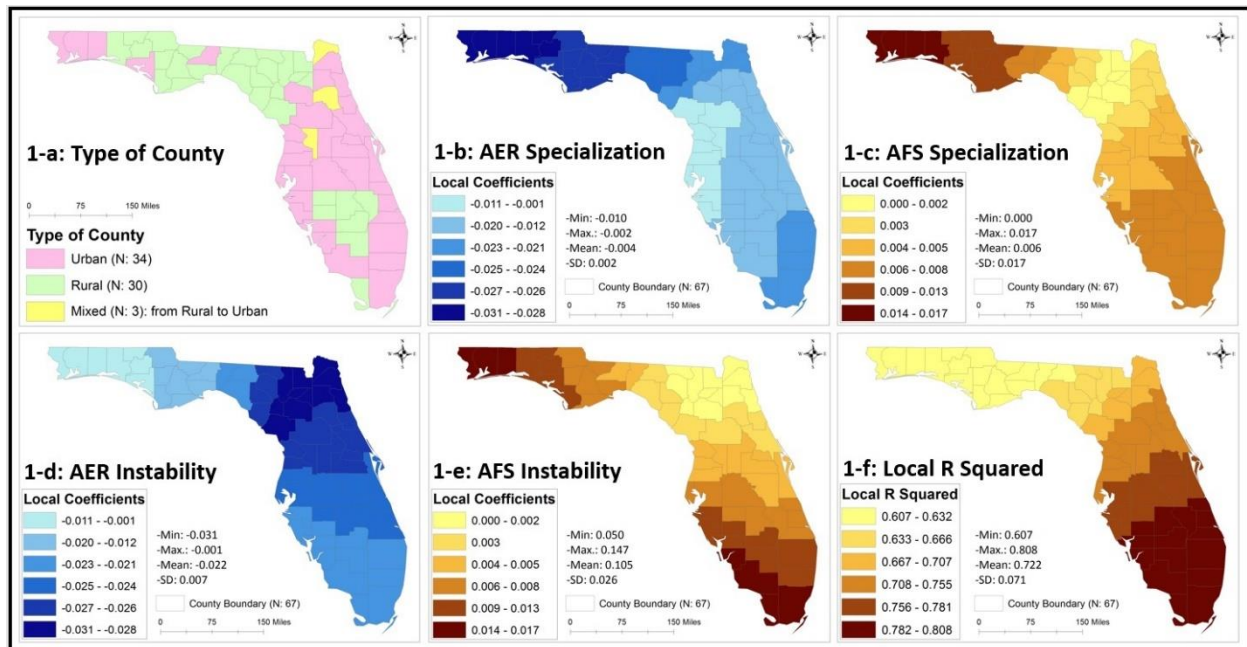 1-a: Type of County
0 75 150 Miles
Type of County
Urban (N: 34)
Rural (N: 30)
Mixed (N: 3): from Rural to Urban
N
W
E
S
1-b: AER Specialization
Local Coefficients
-0.011 - -0.001
-0.020 - -0.012
-0.023 - -0.021
-0.025 - -0.024
-0.027 - -0.026
-0.031 - -0.028
-Min: -0.010
-Max.: -0.002
-Mean: -0.004
-SD: 0.002
County Boundary (N: 67)
0 75 150 Miles
N
W
E
S
1-c: AFS Specialization
Local Coefficients
0.000 - 0.002
0.003
0.004 - 0.005
0.006 - 0.008
0.009 - 0.013
0.014 - 0.017
-Min: 0.000
-Max: 0.017
-Mean: 0.006
-SD: 0.017
County Boundary (N: 67)
0 75 150 Miles
N
W
E
S
1-d: AER Instability
Local Coefficients
-0.011 - -0.001
-0.020 - -0.012
-0.023 - -0.021
-0.025 - -0.024
-0.027 - -0.026
-0.031 - -0.028
-Min: -0.031
-Max.: -0.001
-Mean: -0.022
-SD: 0.007
County Boundary (N: 67)
0 75 150 Miles
N
W
E
S
1-e: AFS Instability
Local Coefficients
0.000 - 0.002
0.003
0.004 - 0.005
0.006 - 0.008
0.009 - 0.013
0.014 - 0.017
-Min: 0.050
-Max.: 0.147
-Mean: 0.105
-SD: 0.026
County Boundary (N: 67)
0 75 150 Miles
N
W
E
S
1-f: Local R Squared
Local R Squared
0.607 - 0.632
0.633 - 0.666
0.667 - 0.707
0.708 - 0.755
0.756 - 0.781
0.782 - 0.808
-Min: 0.607
-Max.: 0.808
-Mean: 0.722
-SD: 0.071
County Boundary (N: 67)
0 75 150 Miles
N
W
E
S